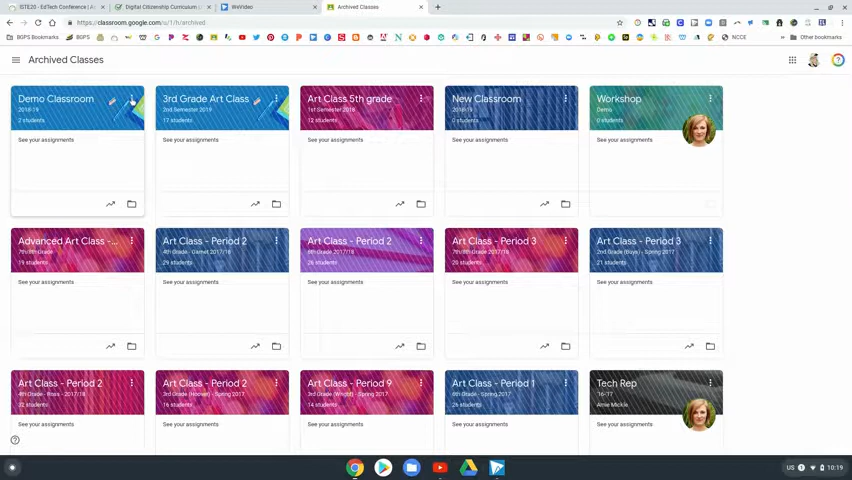 ISTE20 - EdTech Conference | A
Digital Citizenship Curriculum
WeVideo
Archived Classes
https://classroom.google.com/u/1/h/archived
BGPS Bookmarks
BGPS
NCCE
Other bookmarks
Archived Classes
Demo Classroom
2018-19
2 students
See your assignments
3rd Grade Art Class
2nd Semester 2019
17 students
See your assignments
Art Class 5th grade
1st Semester 2018
12 students
See your assignments
New Classroom
0 students
See your assignments
Workshop
Demo
0 students
See your assignments
Advanced Art Class -...
7th/8th Grade
19 students
See your assignments
Art Class - Period 2
4th Grade - Garnet 2017/18
29 students
See your assignments
Art Class - Period 2
6th Grade 2017/18
26 students
See your assignments
Art Class - Period 3
7th/8th Grade 2017/18
20 students
See your assignments
Art Class - Period 3
2nd Grade (Boys) - Spring 2017
21 students
See your assignments
Art Class - Period 2
4th Grade - Ross - 2017/18
32 students
See your assignments
Art Class - Period 2
3rd Grade (Hoover) - Spring 2017
16 students
See your assignments
Art Class - Period 9
3rd Grade (Wright) - Spring 2017
14 students
See your assignments
Art Class - Period 1
6th Grade - Spring 2017
26 students
See your assignments
Tech Rep
'16-'17
Amie Mickle
See your assignments
US
1
10:19